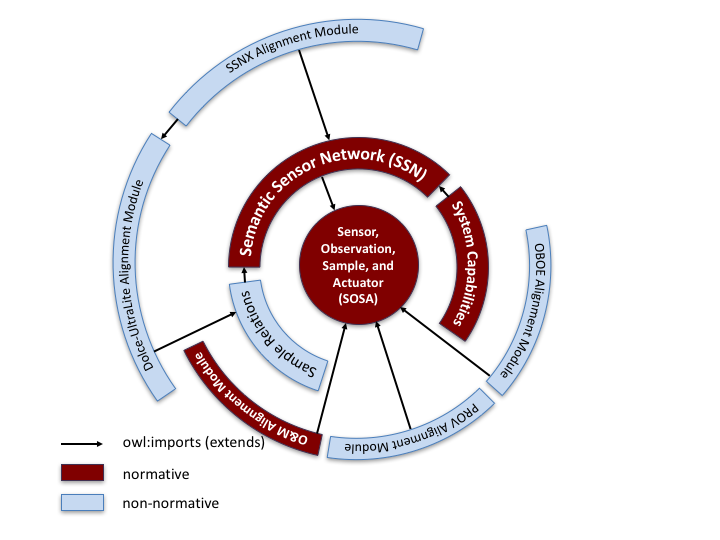 SSNX Alignment Module
Semantic Sensor Network (SSN)
Dolce-UltraLite Alignment Module
System Capabilities
Sensor,
Observation,
Sample, and
Actuator
(SOSA)
OBOE Alignment Module
Sample Relations
O&M Alignment Module
PROV Alignment Module
owl:imports (extends)
normative
non-normative